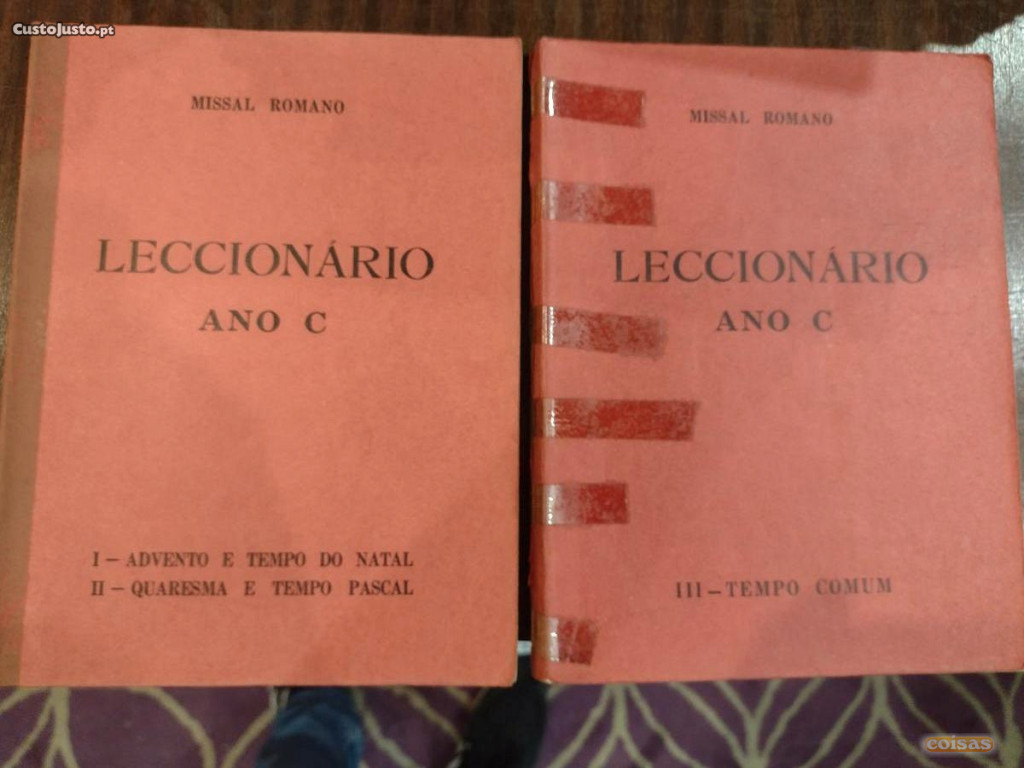 CustoJusto.pt
MISSAL ROMANO
LECCIONÁRIO
ANO C
I — ADVENTO E TEMPO DO NATAL
II — QUARESMA E TEMPO PASCAL
MISSAL ROMANO
LECCIONÁRIO
ANO C
III — TEMPO COMUM
coisas